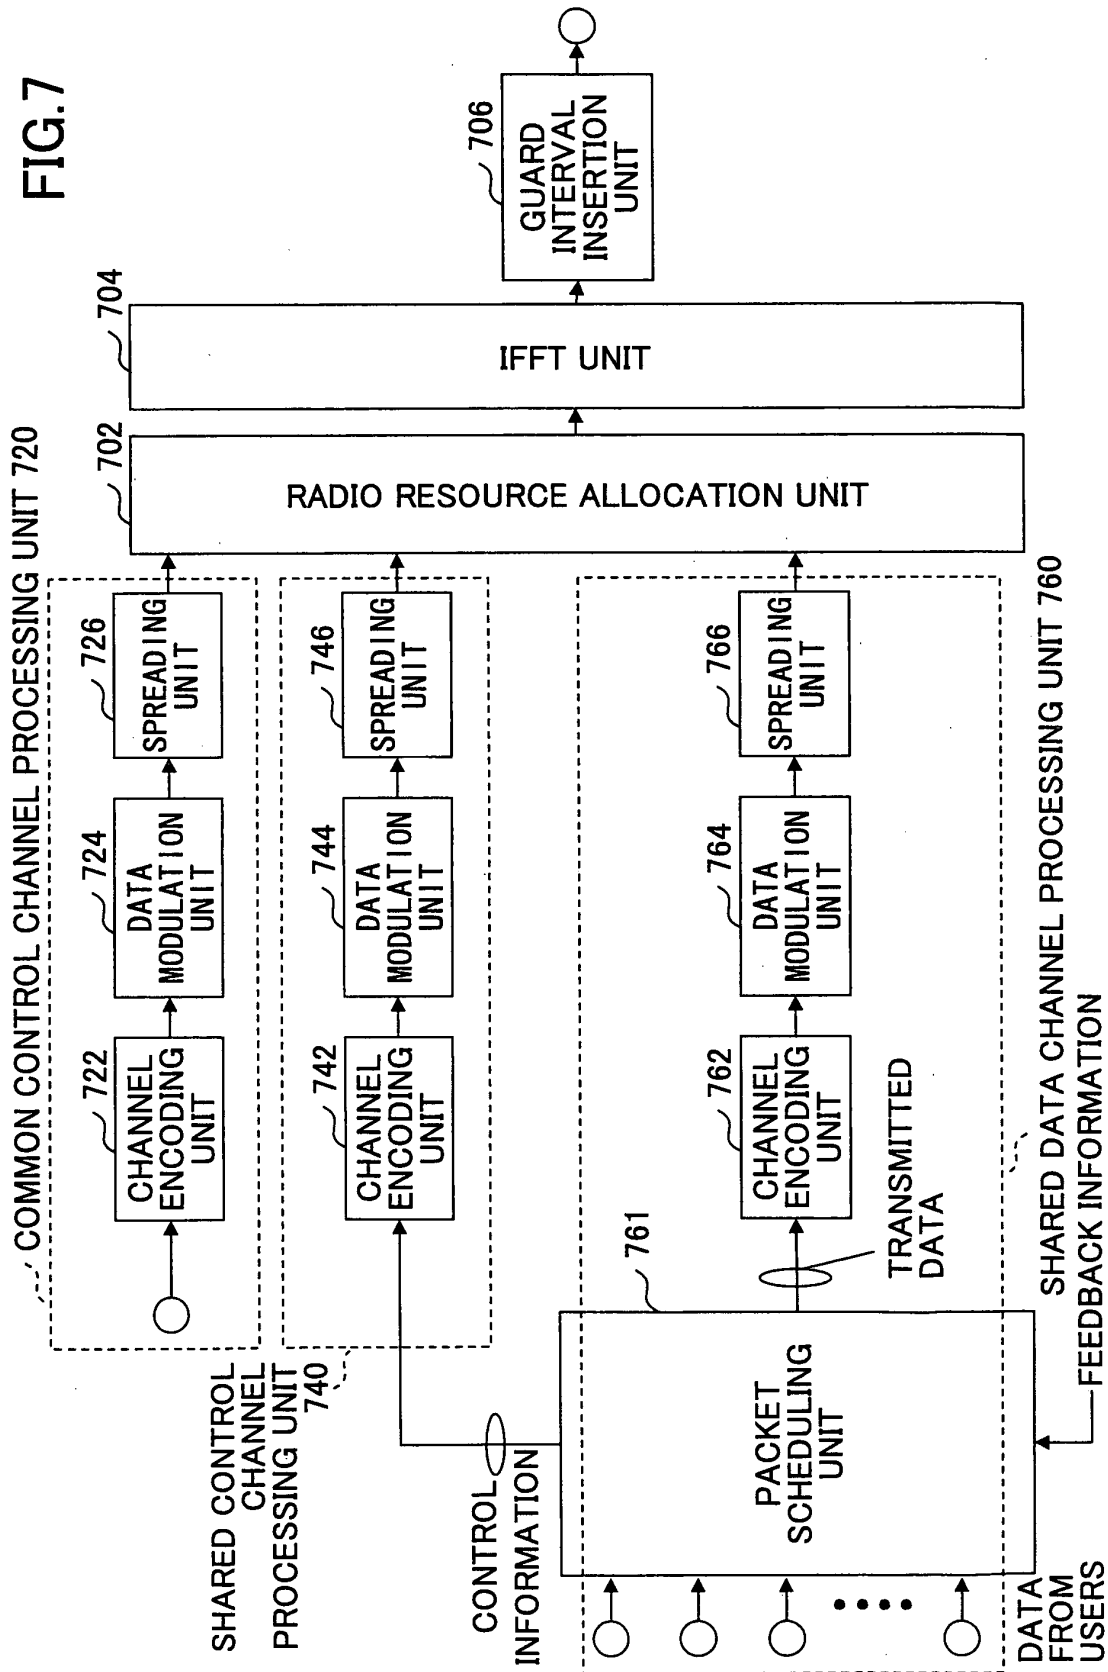 FIG.7
COMMON CONTROL CHANNEL PROCESSING UNIT 720
722
CHANNEL
ENCODING
UNIT
724
DATA
MODULATION
UNIT
726
SPREADING
UNIT
SHARED CONTROL
CHANNEL
PROCESSING UNIT
740
742
CHANNEL
ENCODING
UNIT
744
DATA
MODULATION
UNIT
746
SPREADING
UNIT
CONTROL
INFORMATION
761
PACKET
SCHEDULING
UNIT
TRANSMITTED
DATA
762
CHANNEL
ENCODING
UNIT
764
DATA
MODULATION
UNIT
766
SPREADING
UNIT
DATA
FROM
USERS
FEEDBACK INFORMATION
SHARED DATA CHANNEL PROCESSING UNIT 760
702
RADIO RESOURCE ALLOCATION UNIT
704
IFFT UNIT
706
GUARD
INTERVAL
INSERTION
UNIT